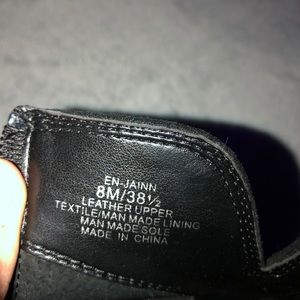 EN-JAINN
8M/38½
LEATHER UPPER
TEXTILE/MAN MADE LINING
MAN MADE SOLE
MADE IN CHINA